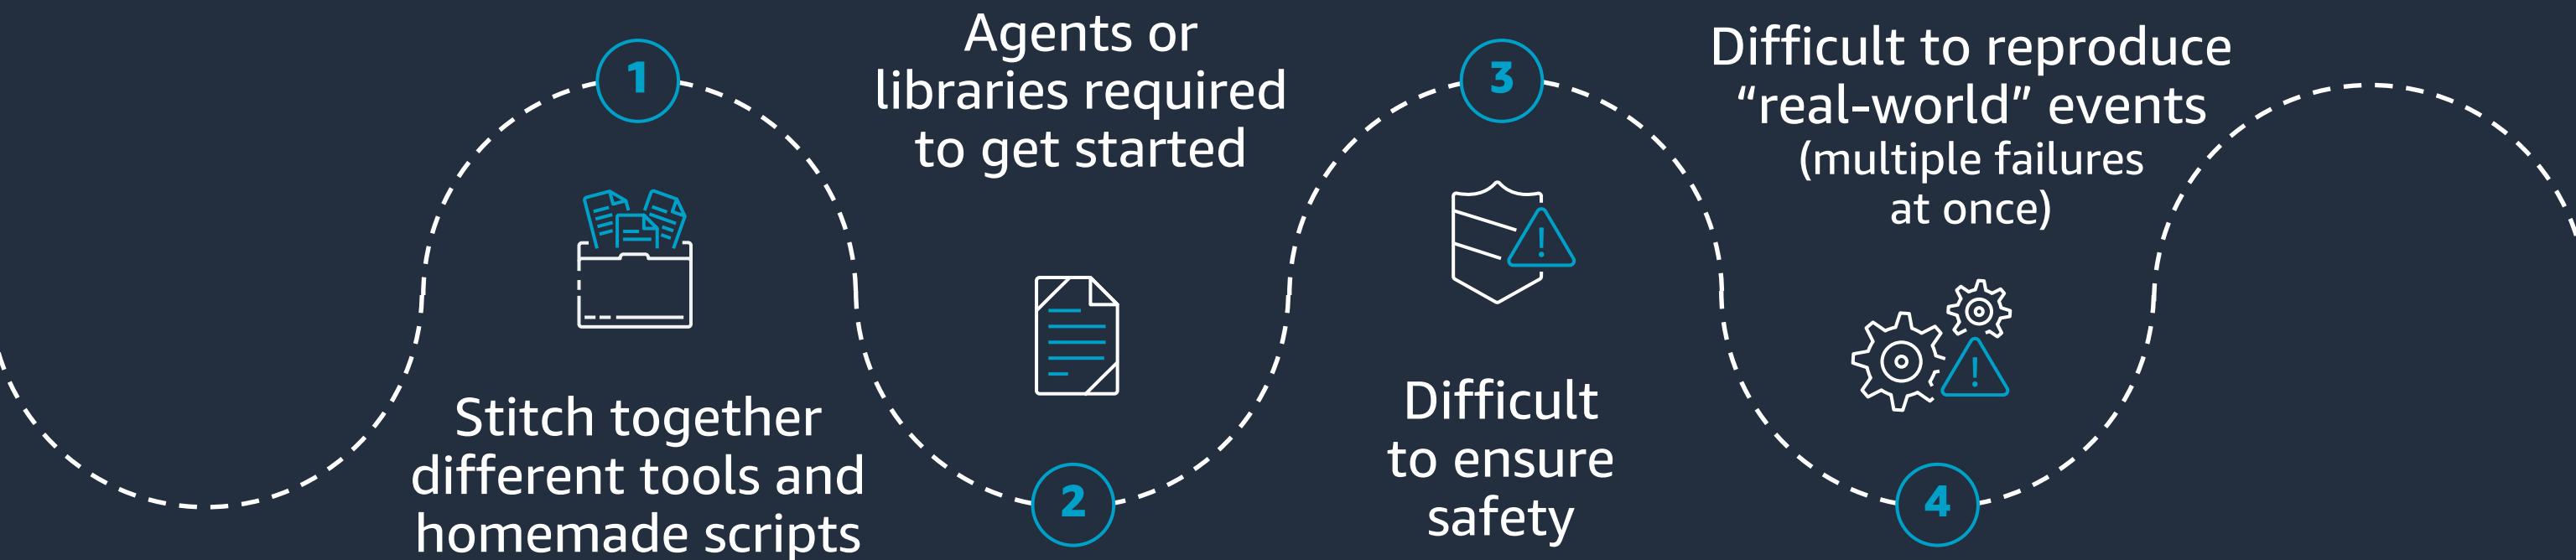 1
Stitch together
different tools and
homemade scripts
Agents or
libraries required
to get started
2
3
Difficult
to ensure
safety
Difficult to reproduce
“real-world” events
(multiple failures
at once)
4